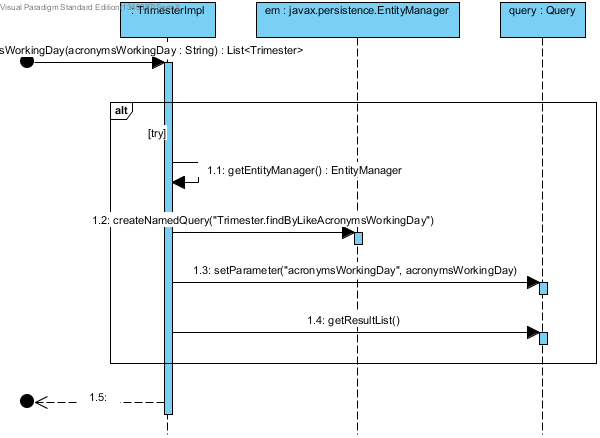 Visual Paradigm Standard Edition
: TrimesterImpl
em : javax.persistence.EntityManager
query : Query
sWorkingDay(acronymsWorkingDay : String) : List<Trimester>
alt
[try]
1.1: getEntityManager() : EntityManager
1.2: createNamedQuery("Trimester.findByLikeAcronymsWorkingDay")
1.3: setParameter("acronymsWorkingDay", acronymsWorkingDay)
1.4: getResultList()
1.5: